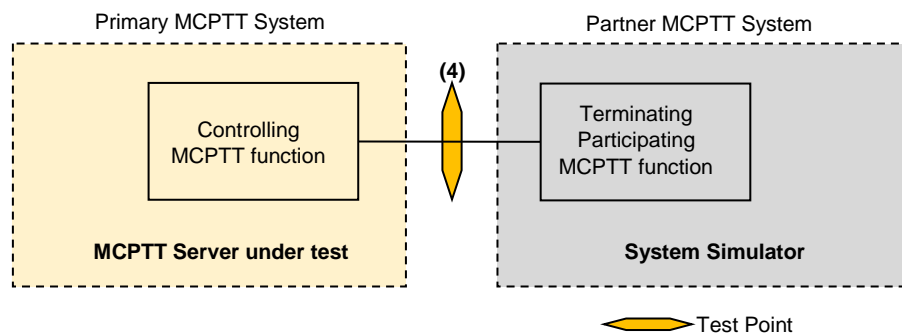 Primary MCPTT System
Partner MCPTT System
(4)
Controlling
MCPTT function
Terminating
Participating
MCPTT function
MCPTT Server under test
System Simulator
Test Point